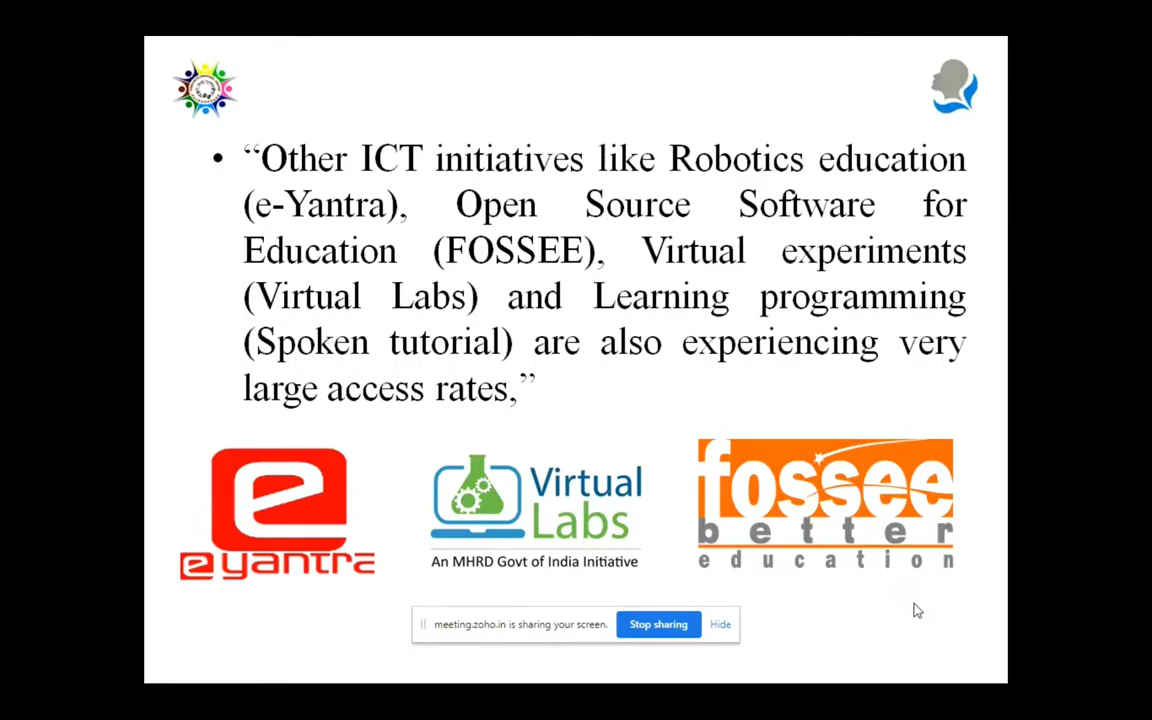 • “Other ICT initiatives like Robotics education
(e-Yantra), Open Source Software for
Education (FOSSEE), Virtual experiments
(Virtual Labs) and Learning programming
(Spoken tutorial) are also experiencing very
large access rates,”
e
e yantra
Virtual
Labs
An MHRD Govt of India Initiative
fossee
better
education
meeting.zoho.in is sharing your screen. Stop sharing Hide